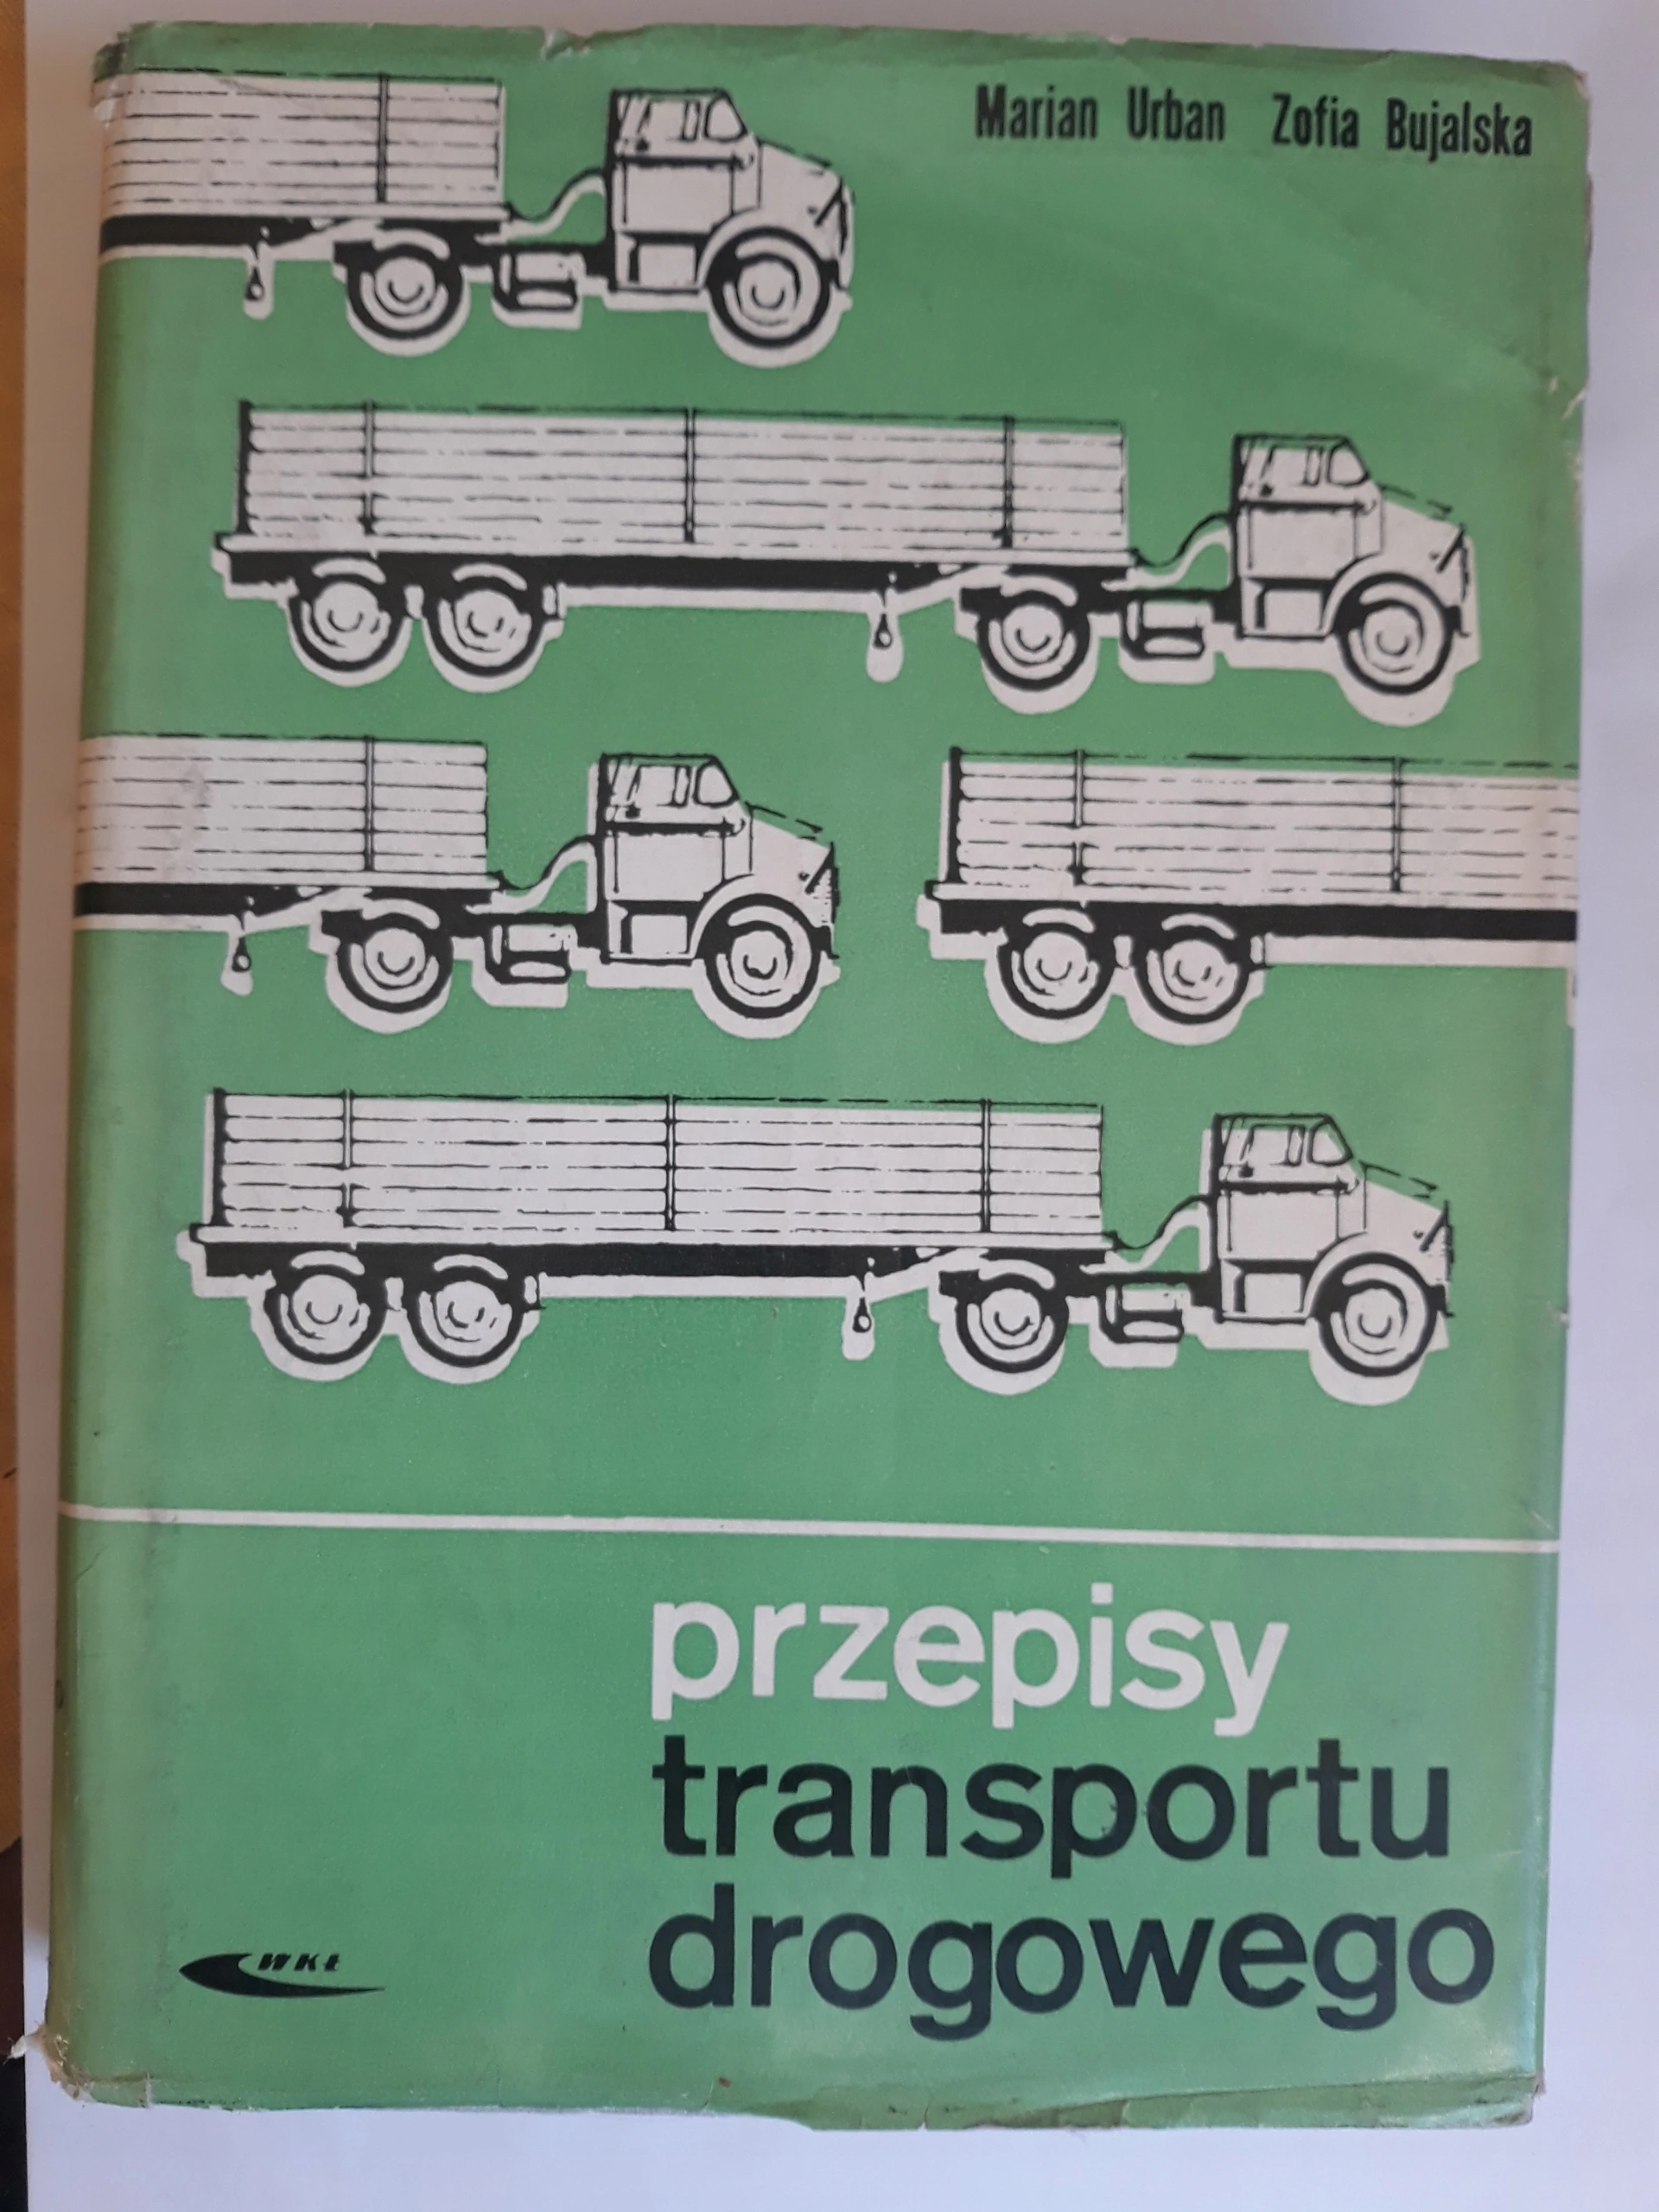 Marian Urban Zofia Bujalska
przepisy
transportu
drogowego
WKŁ